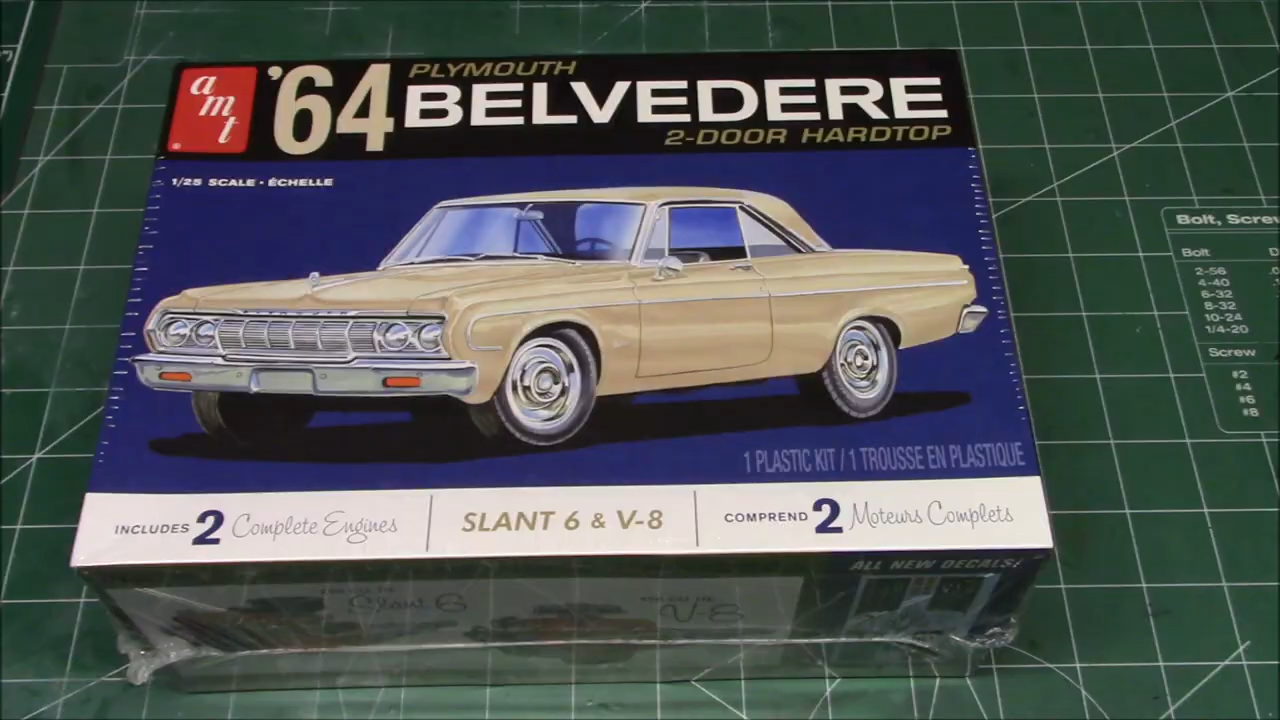 amt
'64
PLYMOUTH
BELVEDERE
2-DOOR HARDTOP
1/25 SCALE • ÉCHELLE
PLYMOUTH
1 PLASTIC KIT / 1 TROUSSE EN PLASTIQUE
INCLUDES 2 Complete Engines
SLANT 6 & V-8
COMPREND 2 Moteurs Complets
ALL NEW DECALS!
Slant 6
V-8
Bolt, Screw
Bolt
D
2-56
4-40
6-32
8-32
10-24
1/4-20
Screw
#2
#4
#6
#8